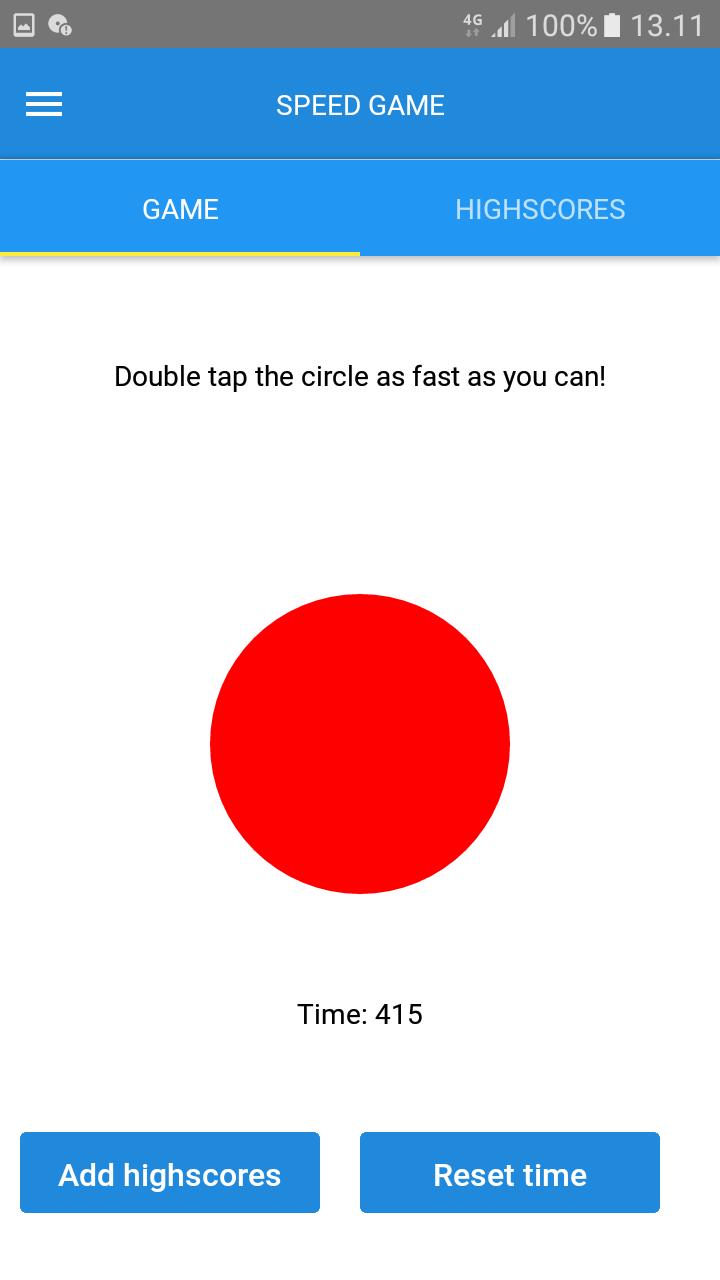 4G 100% 13.11
SPEED GAME
GAME HIGHSCORES
Double tap the circle as fast as you can!
Time: 415
Add highscores Reset time